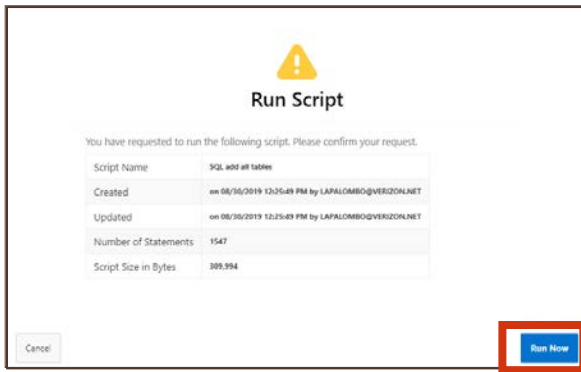 Run Script
You have requested to run the following script. Please confirm your request.
Script Name SQL add all tables
Created on 08/30/2019 12:25:49 PM by LAPALOMBO@VERIZON.NET
Updated on 08/30/2019 12:25:49 PM by LAPALOMBO@VERIZON.NET
Number of Statements 1547
Script Size in Bytes 309,994
Cancel Run Now